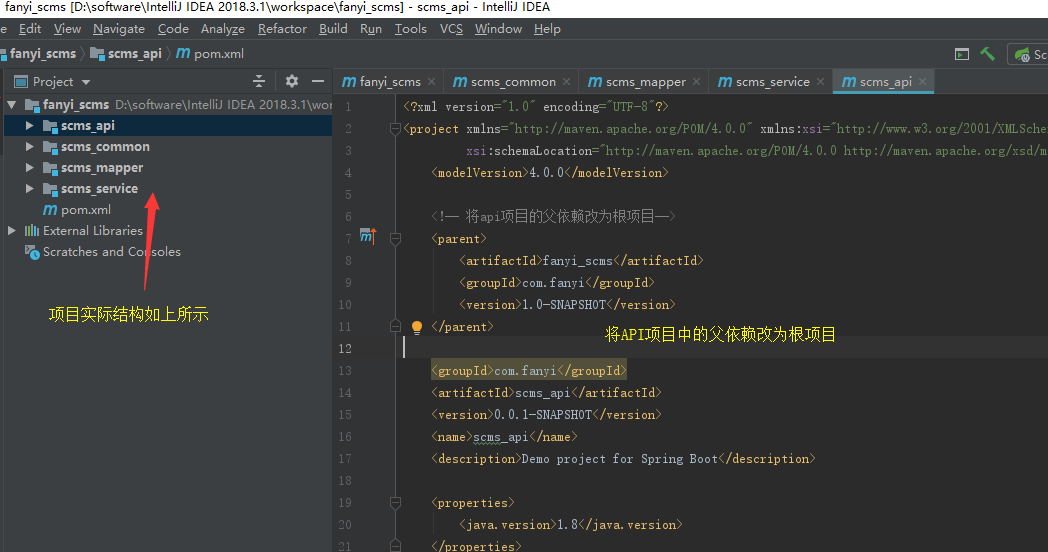 fanyi_scms [D:\software\IntelliJ IDEA 2018.3.1\workspace\fanyi_scms] - scms_api - IntelliJ IDEA
e Edit View Navigate Code Analyze Refactor Build Run Tools VCS Window Help
fanyi_scms scms_api pom.xml Sc
Project
fanyi_scms scms_common scms_mapper scms_service scms_api
fanyi_scms D:\software\IntelliJ IDEA 2018.3.1\wor
scms_api
scms_common
scms_mapper
scms_service
pom.xml
External Libraries
Scratches and Consoles
项目实际结构如上所示
1 <?xml version="1.0" encoding="UTF-8"?>
2 <project xmlns="http://maven.apache.org/POM/4.0.0" xmlns:xsi="http://www.w3.org/2001/XMLSche
3 xsi:schemaLocation="http://maven.apache.org/POM/4.0.0 http://maven.apache.org/xsd/m
4 <modelVersion>4.0.0</modelVersion>
5
6 <!-- 将api项目的父依赖改为根项目-->
7 <parent>
8 <artifactId>fanyi_scms</artifactId>
9 <groupId>com.fanyi</groupId>
10 <version>1.0-SNAPSHOT</version>
11 </parent>
将API项目中的父依赖改为根项目
12
13 <groupId>com.fanyi</groupId>
14 <artifactId>scms_api</artifactId>
15 <version>0.0.1-SNAPSHOT</version>
16 <name>scms_api</name>
17 <description>Demo project for Spring Boot</description>
18
19 <properties>
20 <java.version>1.8</java.version>
21 </properties>